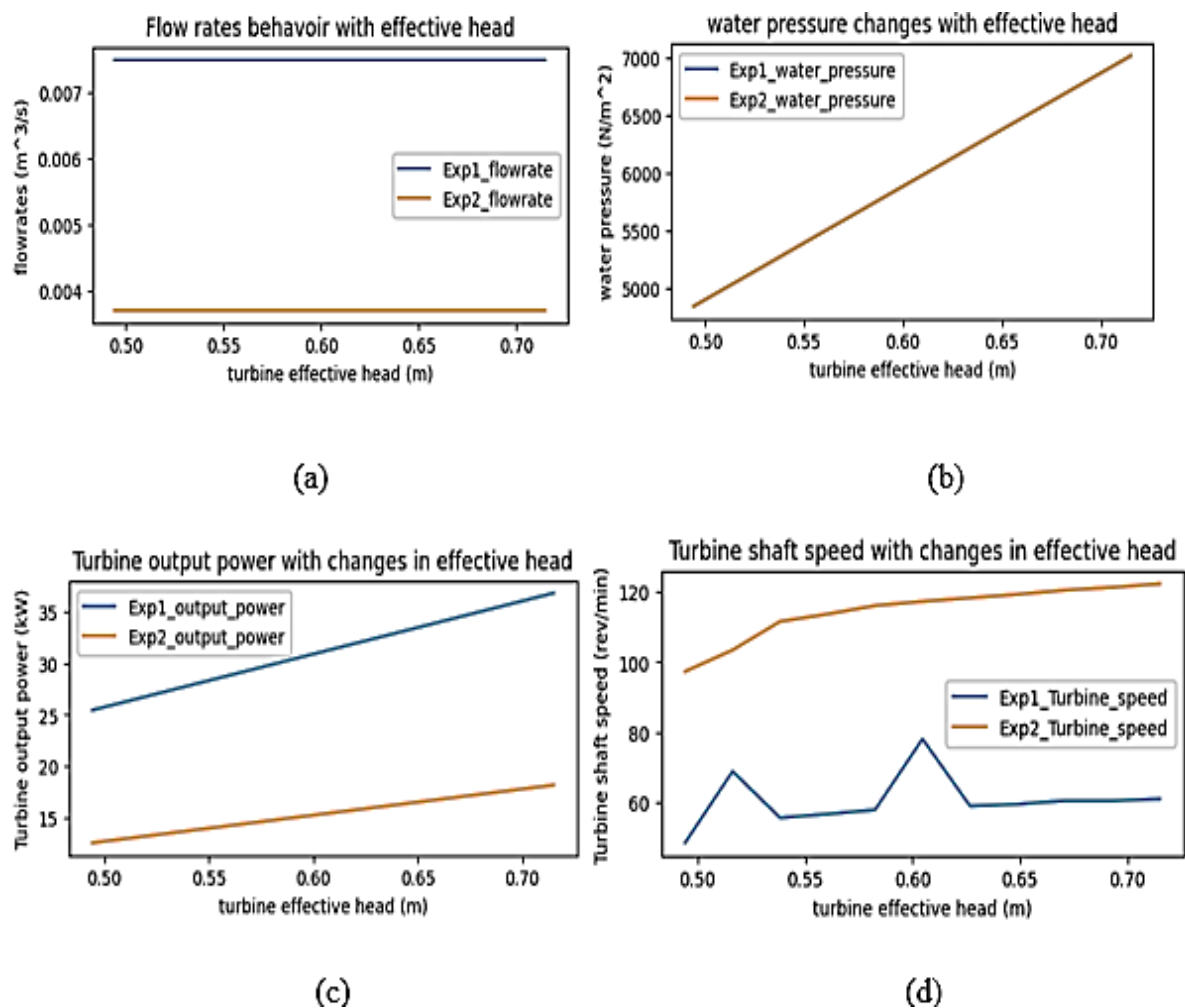 Flow rates behavoir with effective head
flowrates (m^3/s)
0.007
0.006
0.005
0.004
Exp1_flowrate
Exp2_flowrate
0.50 0.55 0.60 0.65 0.70
turbine effective head (m)
(a)
water pressure changes with effective head
water pressure (N/m^2)
7000
6500
6000
5500
5000
Exp1_water_pressure
Exp2_water_pressure
0.50 0.55 0.60 0.65 0.70
turbine effective head (m)
(b)
Turbine output power with changes in effective head
Turbine output power (kW)
35
30
25
20
15
Exp1_output_power
Exp2_output_power
0.50 0.55 0.60 0.65 0.70
turbine effective head (m)
(c)
Turbine shaft speed with changes in effective head
Turbine shaft speed (rev/min)
120
100
80
60
Exp1_Turbine_speed
Exp2_Turbine_speed
0.50 0.55 0.60 0.65 0.70
turbine effective head (m)
(d)